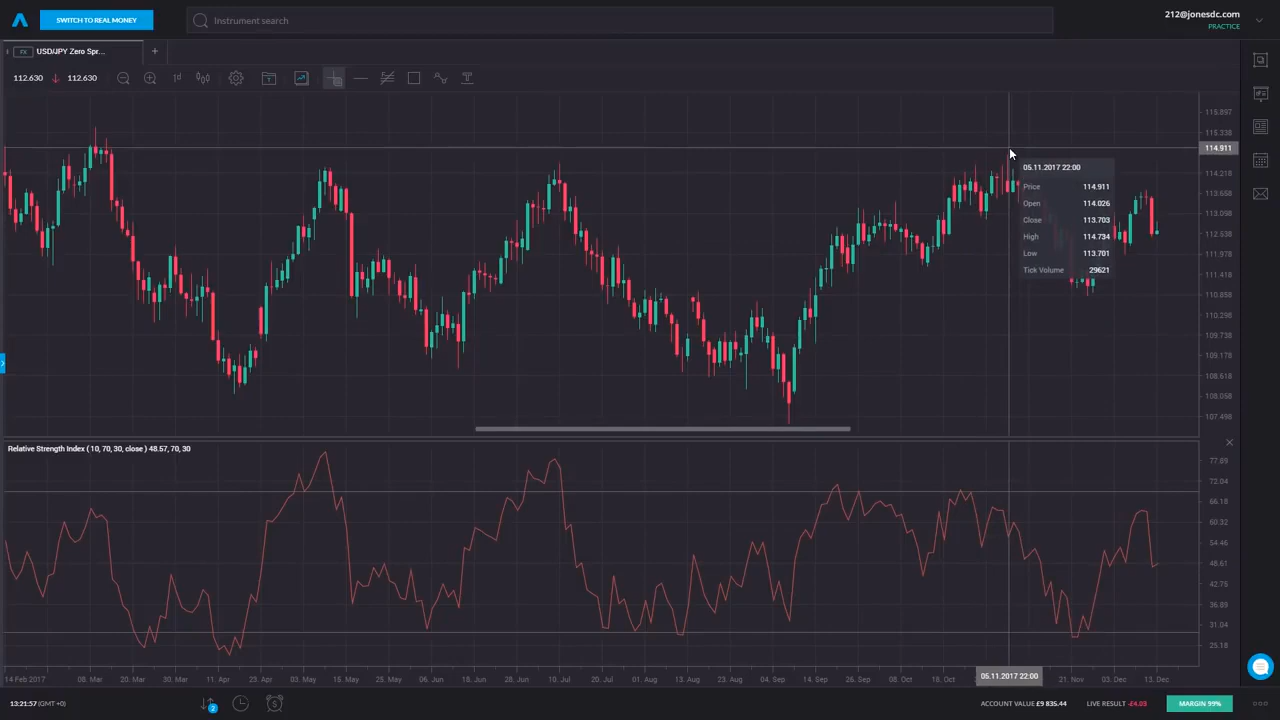 SWITCH TO REAL MONEY
Instrument search
212@jonesdc.com
PRACTICE
FX USD/JPY Zero Spr... +
112.630 112.630
115.897
115.338
114.911
114.218
113.658
113.098
112.538
111.978
111.418
110.858
110.298
109.738
109.178
108.618
108.058
107.498
05.11.2017 22:00
Price 114.911
Open 114.026
Close 113.703
High 114.734
Low 113.701
Tick Volume 29621
Relative Strength Index ( 10, 70, 30, close ) 48.57, 70, 30
77.89
72.04
66.18
60.32
54.46
48.61
42.75
36.89
31.04
25.18
14 Feb 2017 08. Mar 20. Mar 30. Mar 11. Apr 23. Apr 03. May 15. May 25. May 06. Jun 18. Jun 28. Jun 10. Jul 20. Jul 01. Aug 13. Aug 23. Aug 04. Sep 14. Sep 26. Sep 08. Oct 18. Oct 05.11.2017 22:00 21. Nov 03. Dec 13. Dec
13:21:57 (GMT +0) 2 ACCOUNT VALUE £9 835.44 LIVE RESULT -£4.03 MARGIN 99%